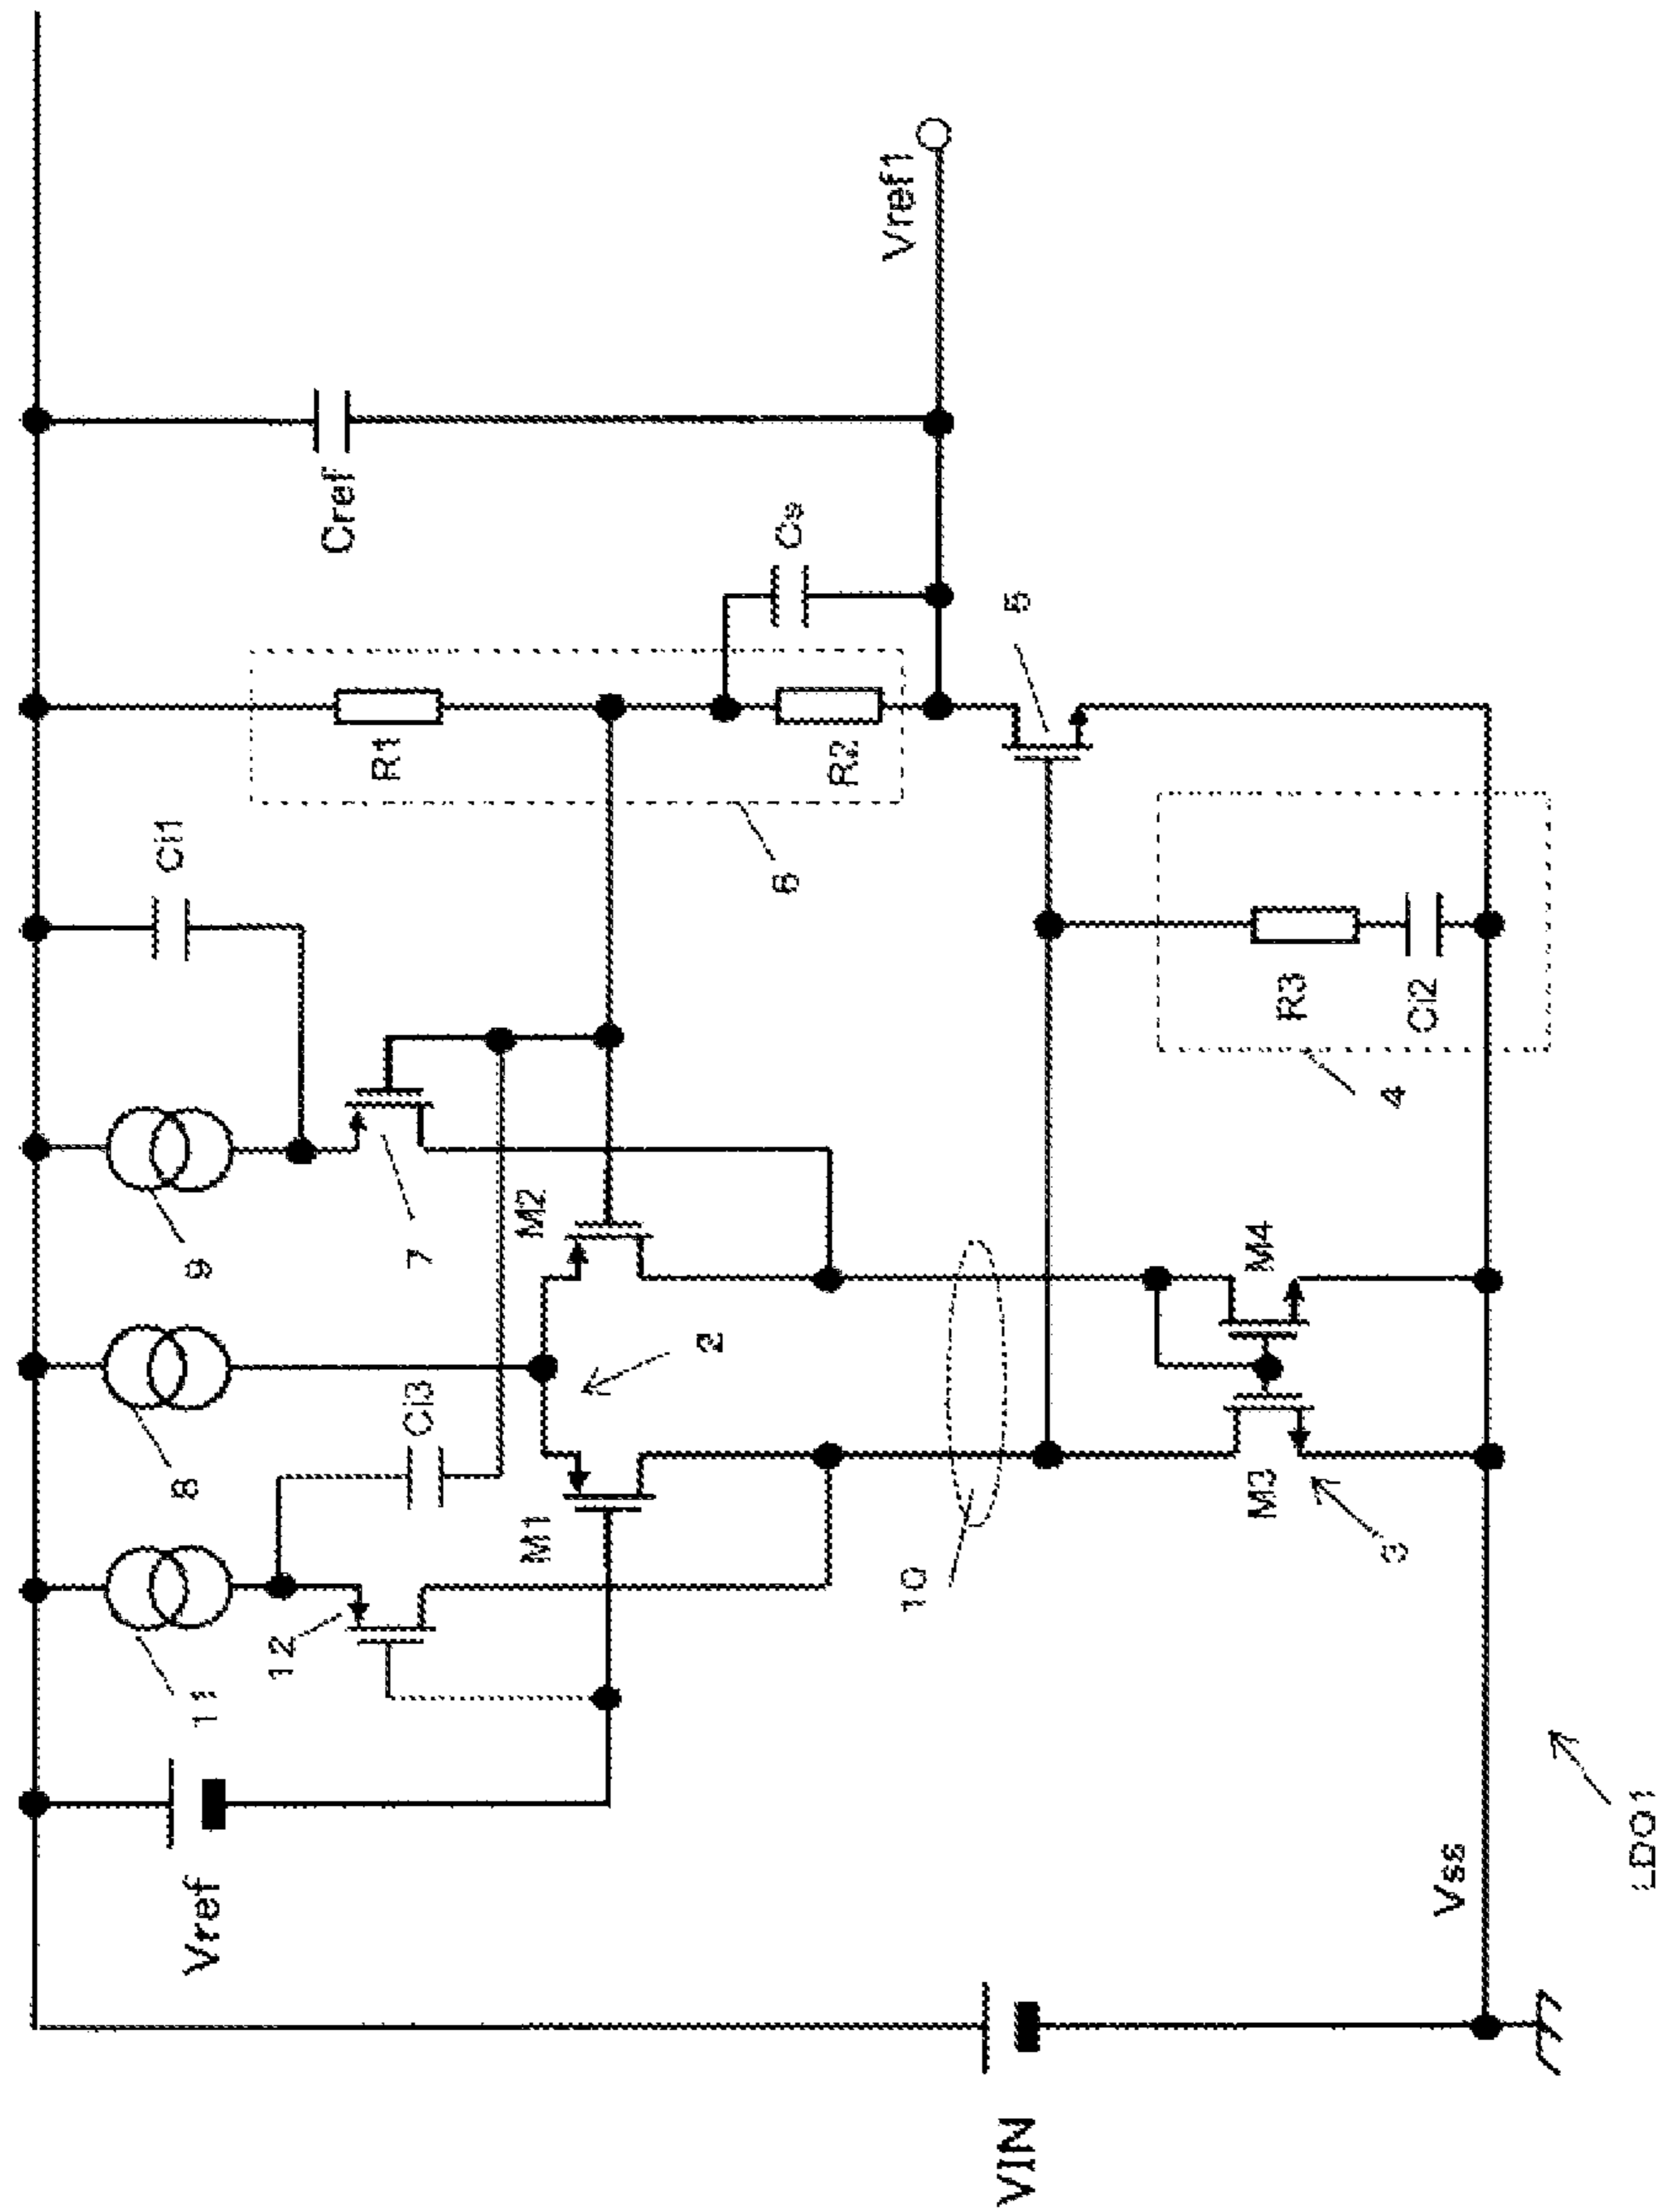 VIN
Vref
11
12
8
9
Ci3
M1
M2
2
7
Ci1
R1
6
R2
Cs
Cref
Vref1
5
10
M3
M4
3
R3
Ci2
4
Vss
LDO1